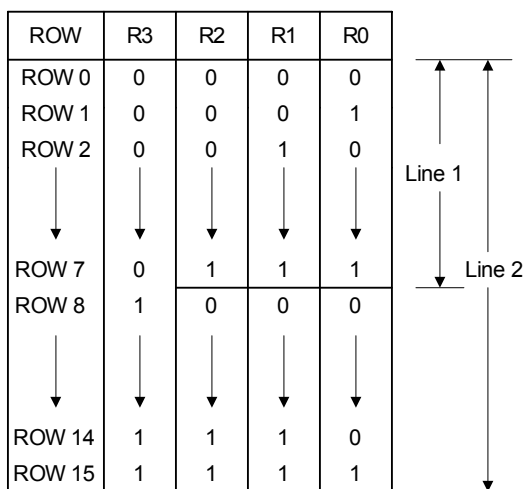 ROW R3 R2 R1 R0
ROW 0 0 0 0 0
ROW 1 0 0 0 1
ROW 2 0 0 1 0
Line 1
ROW 7 0 1 1 1 Line 2
ROW 8 1 0 0 0
ROW 14 1 1 1 0
ROW 15 1 1 1 1